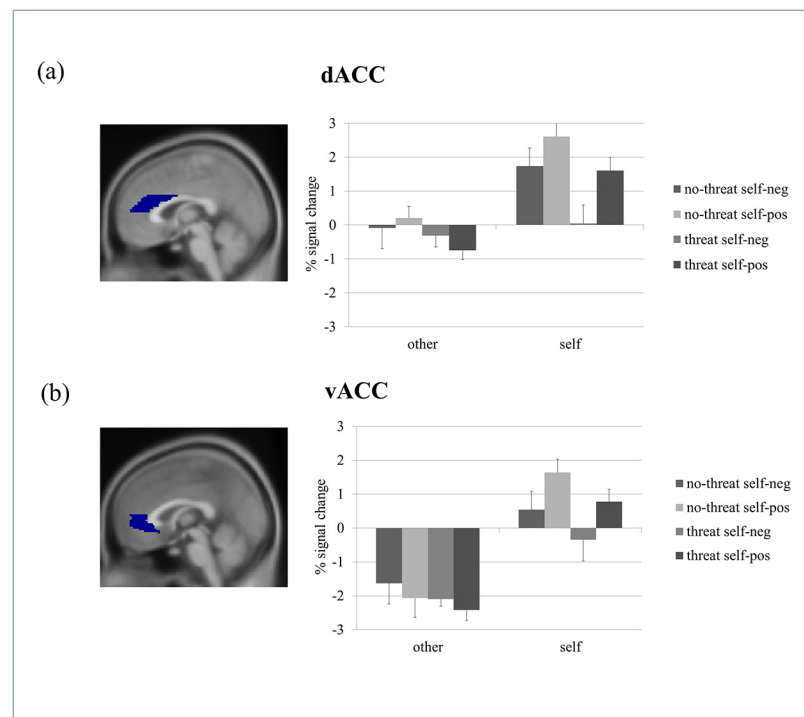 (a)
dACC
% signal change
3
2
1
0
-1
-2
-3
other self
no-threat self-neg
no-threat self-pos
threat self-neg
threat self-pos
(b)
vACC
% signal change
3
2
1
0
-1
-2
-3
other self
no-threat self-neg
no-threat self-pos
threat self-neg
threat self-pos